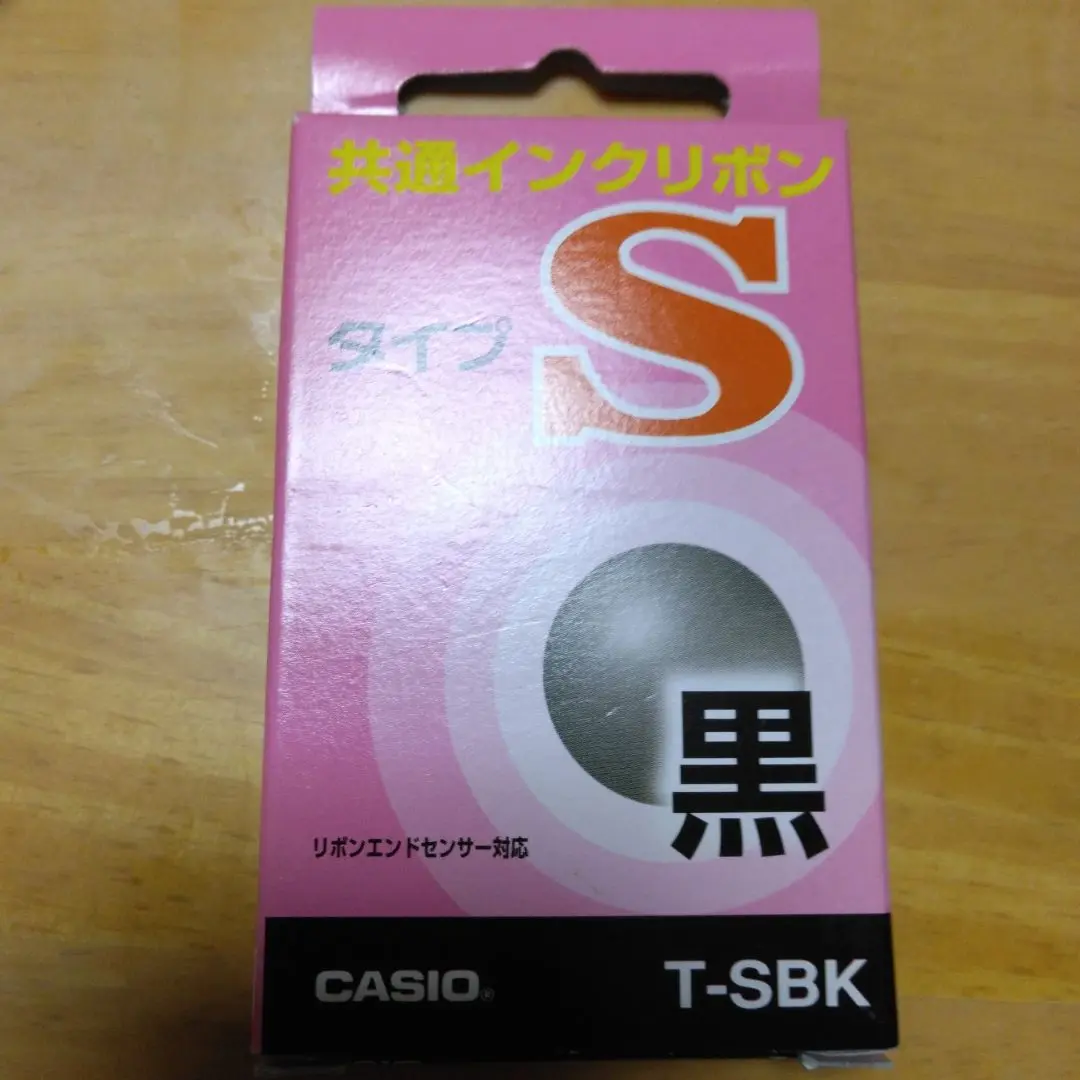 共通インクリボン
タイプ S
黒
リボンエンドセンサー対応
CASIO®
T-SBK